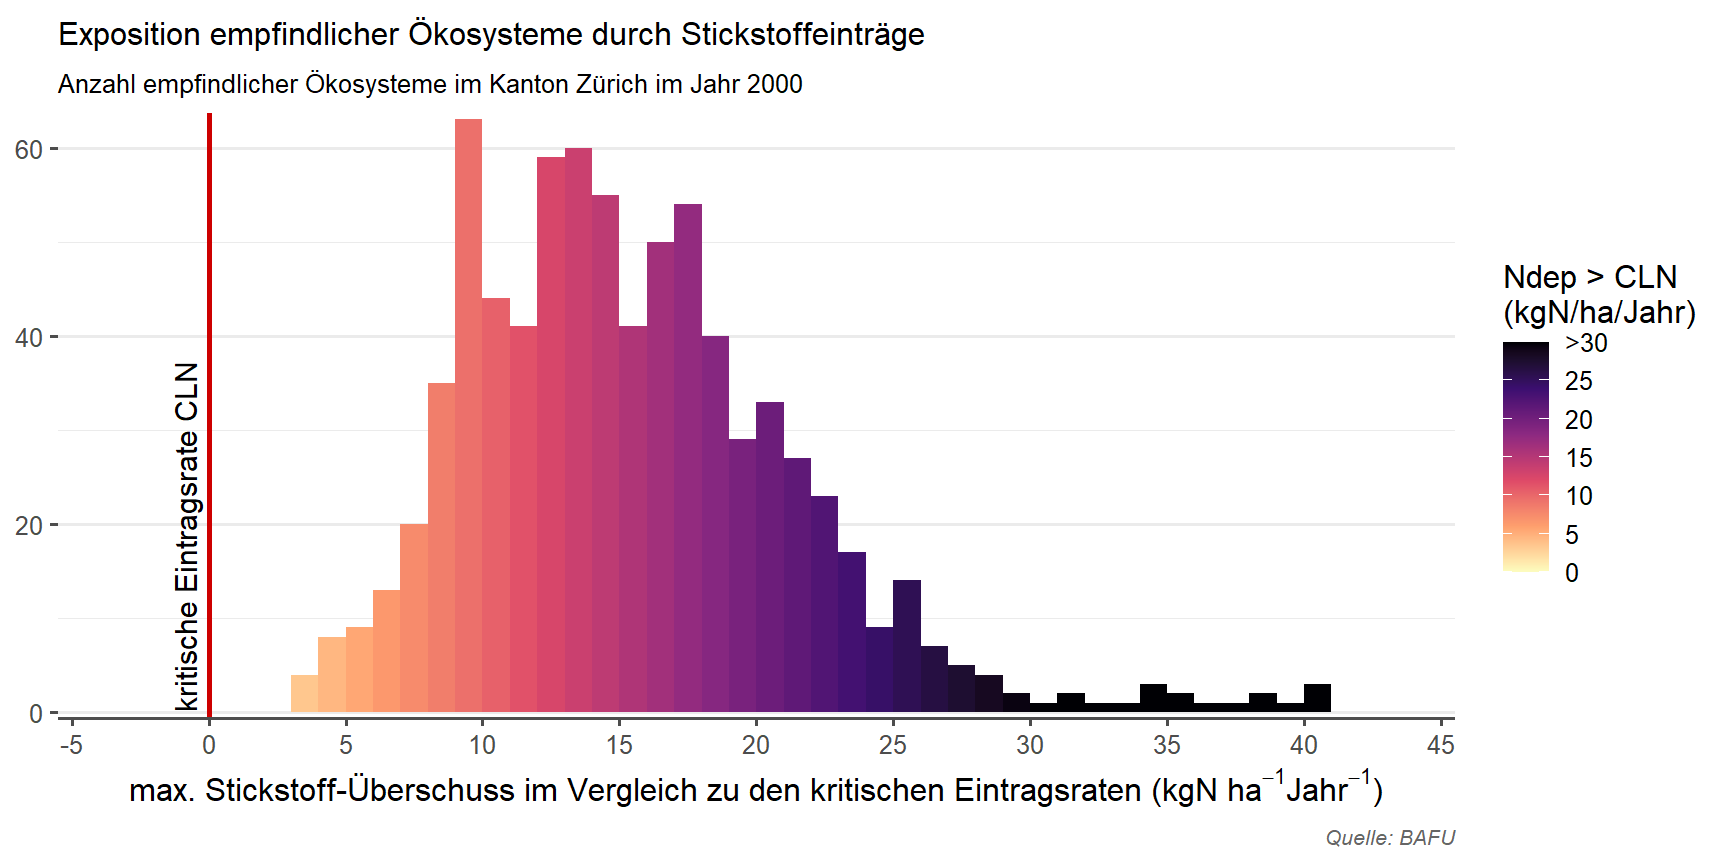 Exposition empfindlicher Ökosysteme durch Stickstoffeinträge
Anzahl empfindlicher Ökosysteme im Kanton Zürich im Jahr 2000
60
40
20
0
kritische Eintragsrate CLN
-5 0 5 10 15 20 25 30 35 40 45
max. Stickstoff-Überschuss im Vergleich zu den kritischen Eintragsraten (kgN ha⁻¹Jahr⁻¹)
Ndep > CLN
(kgN/ha/Jahr)
>30
25
20
15
10
5
0
Quelle: BAFU